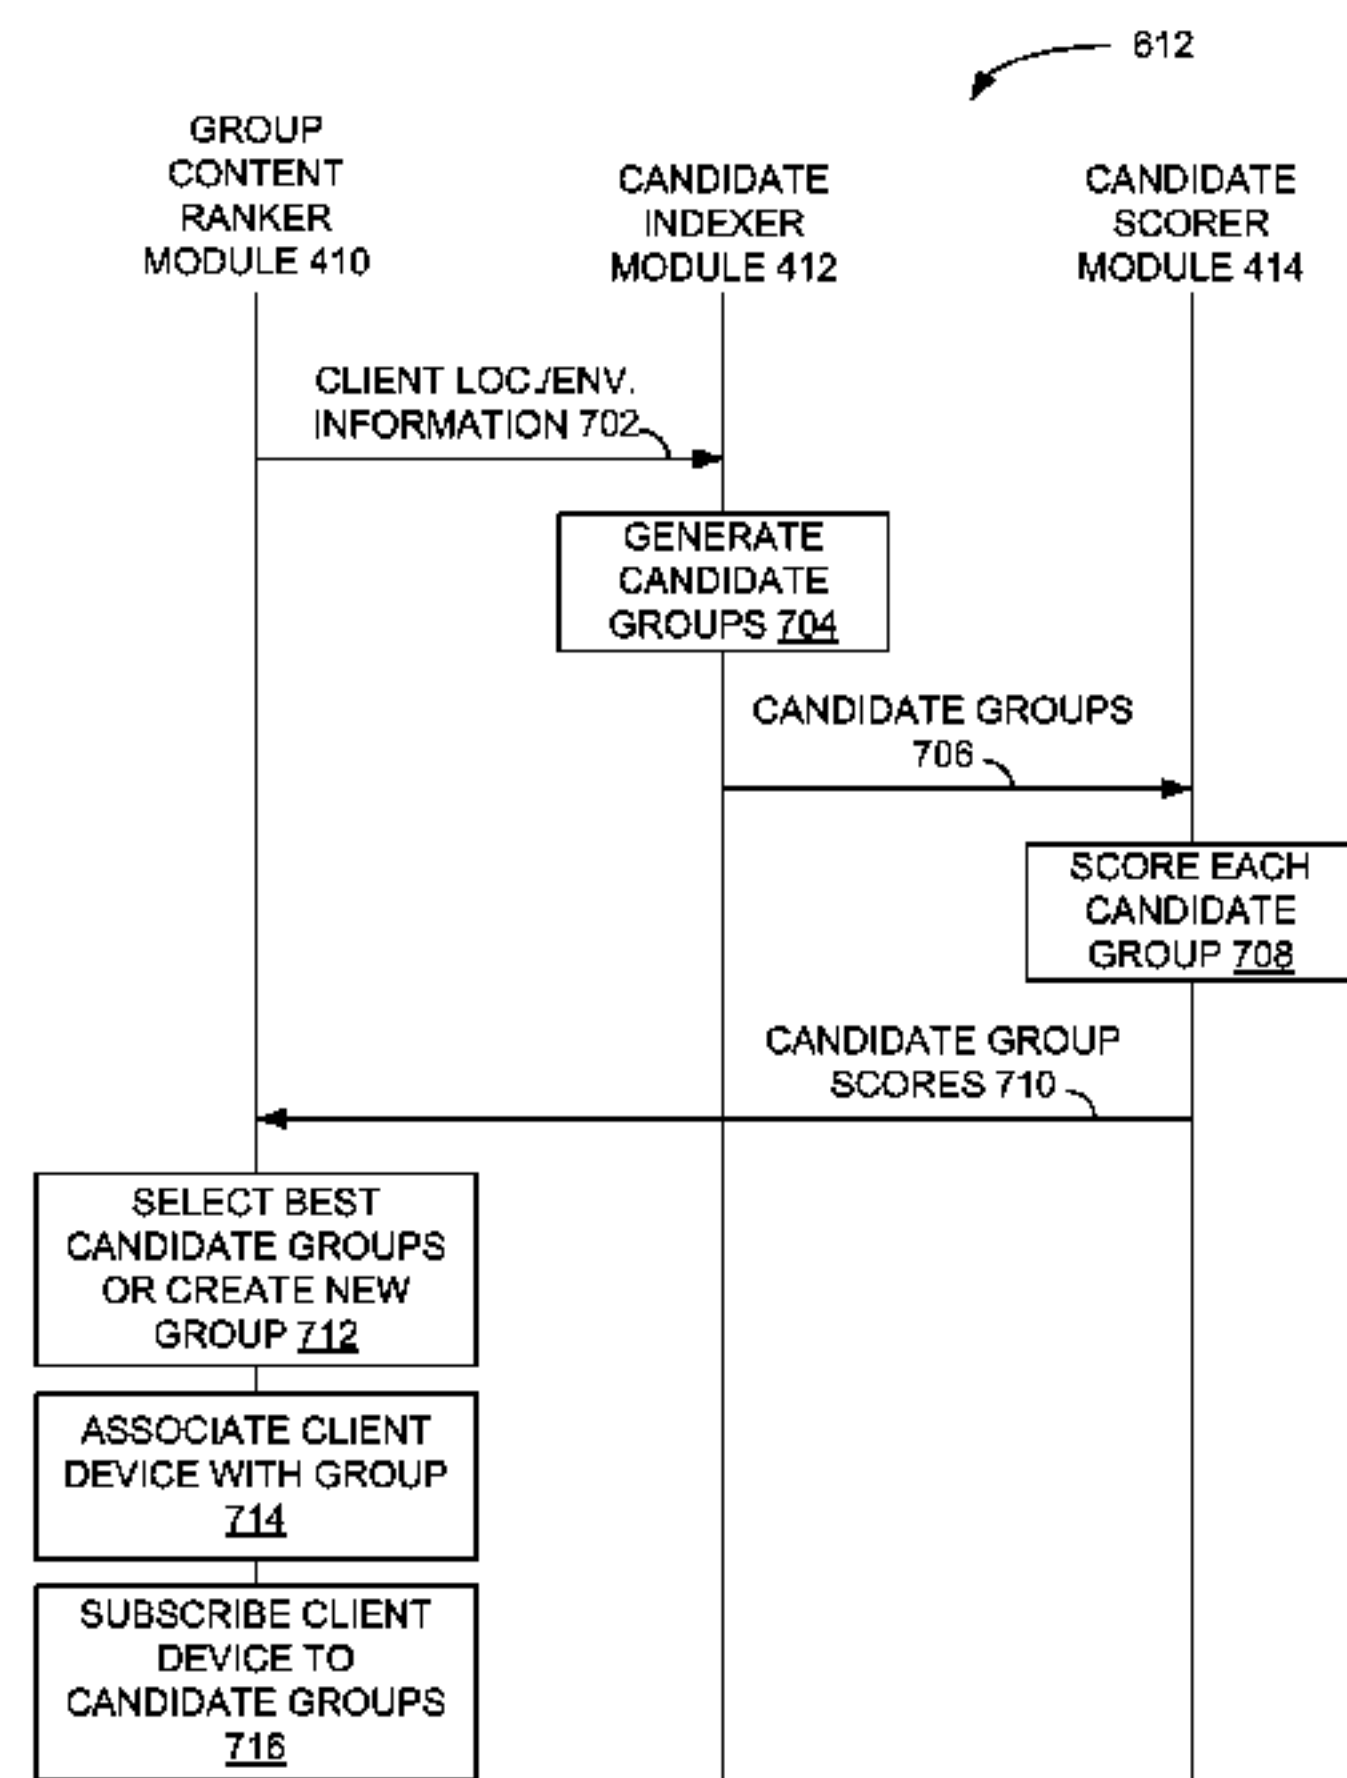 612
GROUP
CONTENT
RANKER
MODULE 410
CANDIDATE
INDEXER
MODULE 412
CANDIDATE
SCORER
MODULE 414
CLIENT LOC./ENV.
INFORMATION 702
GENERATE
CANDIDATE
GROUPS 704
CANDIDATE GROUPS
706
SCORE EACH
CANDIDATE
GROUP 708
CANDIDATE GROUP
SCORES 710
SELECT BEST
CANDIDATE GROUPS
OR CREATE NEW
GROUP 712
ASSOCIATE CLIENT
DEVICE WITH GROUP
714
SUBSCRIBE CLIENT
DEVICE TO
CANDIDATE GROUPS
716